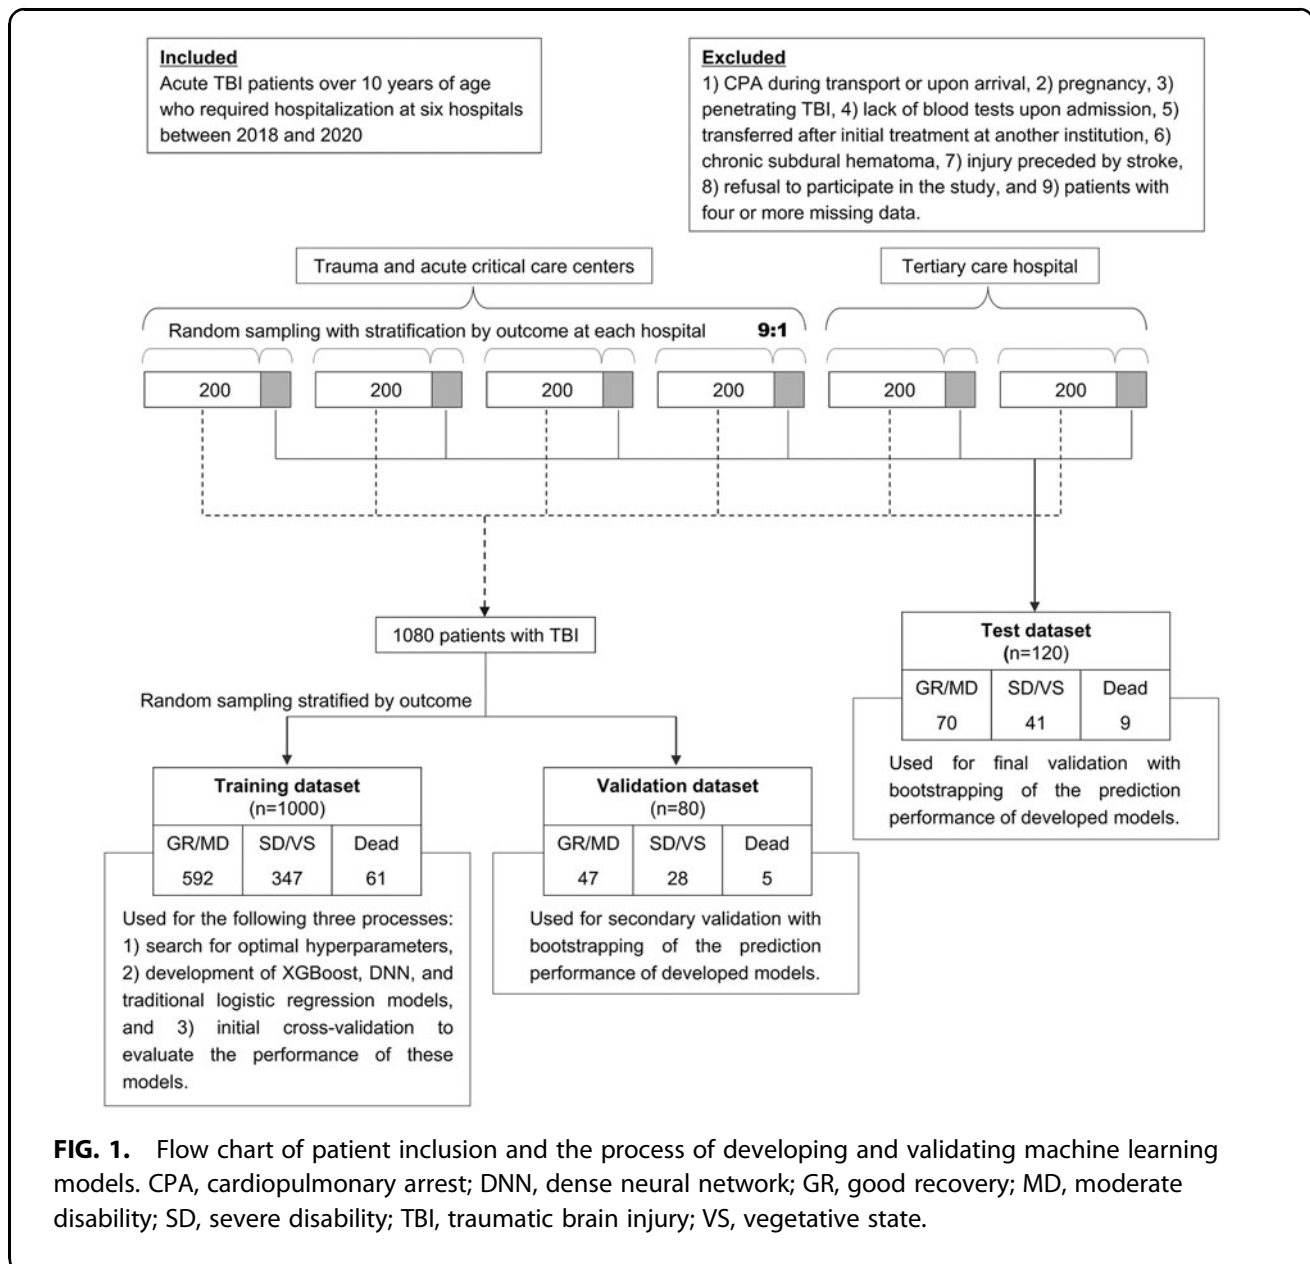 Included
Acute TBI patients over 10 years of age
who required hospitalization at six hospitals
between 2018 and 2020
Excluded
1) CPA during transport or upon arrival, 2) pregnancy, 3)
penetrating TBI, 4) lack of blood tests upon admission, 5)
transferred after initial treatment at another institution, 6)
chronic subdural hematoma, 7) injury preceded by stroke,
8) refusal to participate in the study, and 9) patients with
four or more missing data.
Trauma and acute critical care centers
Tertiary care hospital
Random sampling with stratification by outcome at each hospital 9:1
200 200 200 200 200 200
1080 patients with TBI
Random sampling stratified by outcome
Test dataset
(n=120)
GR/MD SD/VS Dead
70 41 9
Used for final validation with
bootstrapping of the prediction
performance of developed models.
Training dataset
(n=1000)
GR/MD SD/VS Dead
592 347 61
Used for the following three processes:
1) search for optimal hyperparameters,
2) development of XGBoost, DNN, and
traditional logistic regression models,
and 3) initial cross-validation to
evaluate the performance of these
models.
Validation dataset
(n=80)
GR/MD SD/VS Dead
47 28 5
Used for secondary validation with
bootstrapping of the prediction
performance of developed models.
FIG. 1. Flow chart of patient inclusion and the process of developing and validating machine learning
models. CPA, cardiopulmonary arrest; DNN, dense neural network; GR, good recovery; MD, moderate
disability; SD, severe disability; TBI, traumatic brain injury; VS, vegetative state.